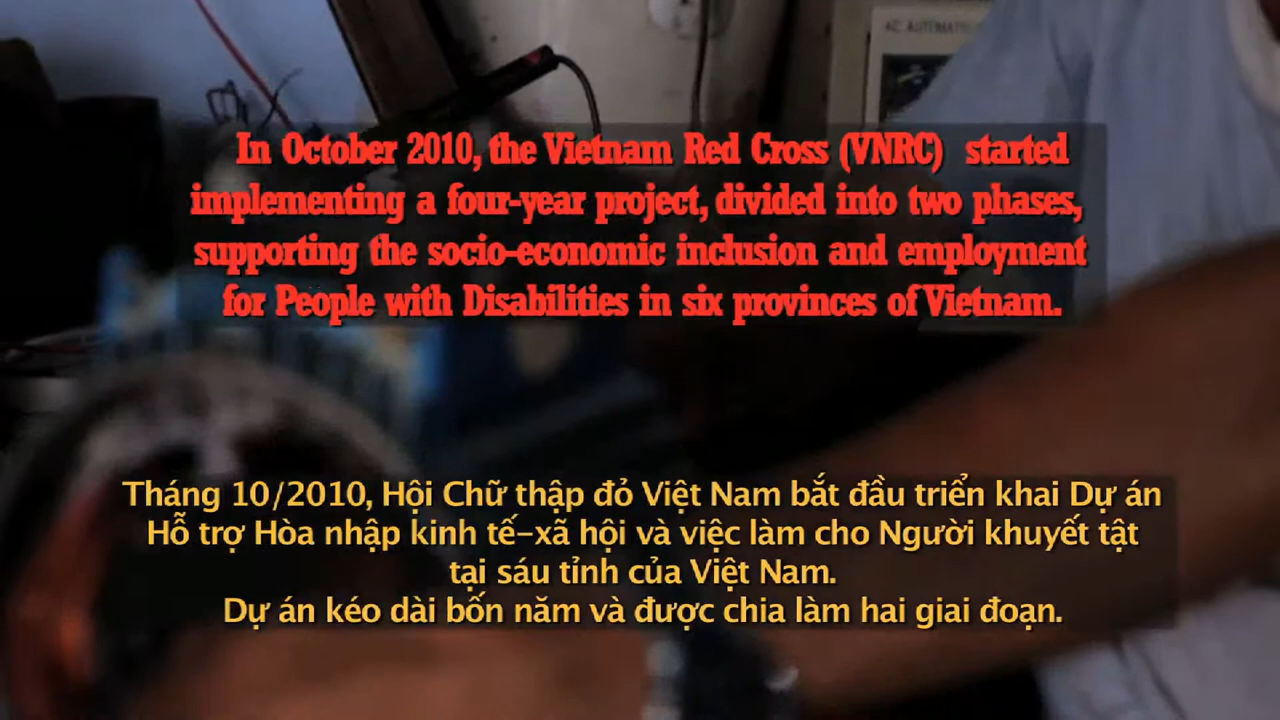 AC AUTOMATIC
In October 2010, the Vietnam Red Cross (VNRC) started
implementing a four-year project, divided into two phases,
supporting the socio-economic inclusion and employment
for People with Disabilities in six provinces of Vietnam.
Tháng 10/2010, Hội Chữ thập đỏ Việt Nam bắt đầu triển khai Dự án
Hỗ trợ Hòa nhập kinh tế-xã hội và việc làm cho Người khuyết tật
tại sáu tỉnh của Việt Nam.
Dự án kéo dài bốn năm và được chia làm hai giai đoạn.